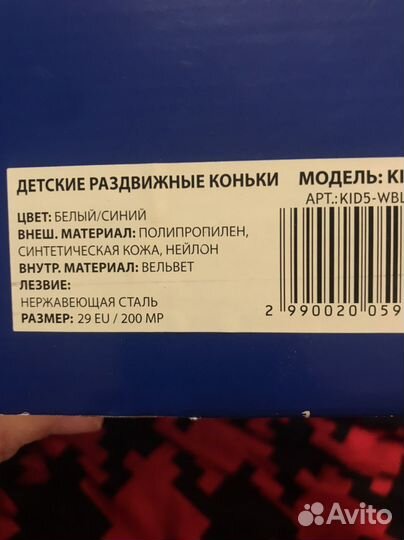 ДЕТСКИЕ РАЗДВИЖНЫЕ КОНЬКИ МОДЕЛЬ: KI
АРТ.:KID5-WBL
ЦВЕТ: БЕЛЫЙ/СИНИЙ
ВНЕШ. МАТЕРИАЛ: ПОЛИПРОПИЛЕН,
СИНТЕТИЧЕСКАЯ КОЖА, НЕЙЛОН
ВНУТР. МАТЕРИАЛ: ВЕЛЬВЕТ
ЛЕЗВИЕ:
НЕРЖАВЕЮЩАЯ СТАЛЬ
РАЗМЕР: 29 EU / 200 MP
2 990020 059
Avito